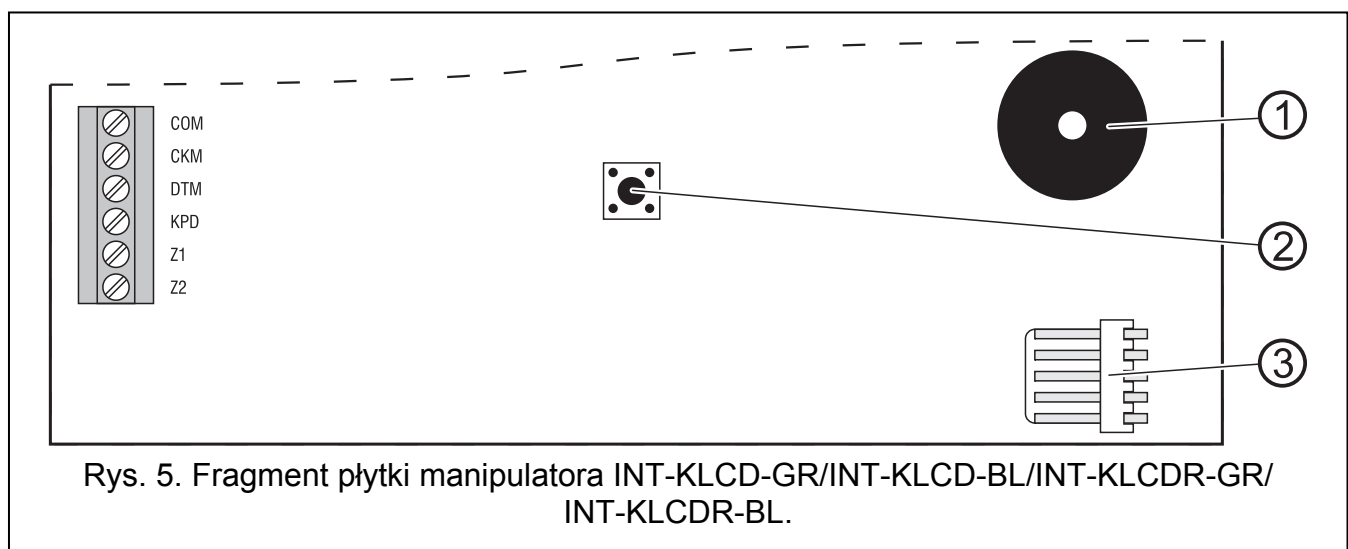 COM
CKM
DTM
KPD
Z1
Z2
1
2
3
Rys. 5. Fragment płytki manipulatora INT-KLCD-GR/INT-KLCD-BL/INT-KLCDR-GR/
INT-KLCDR-BL.